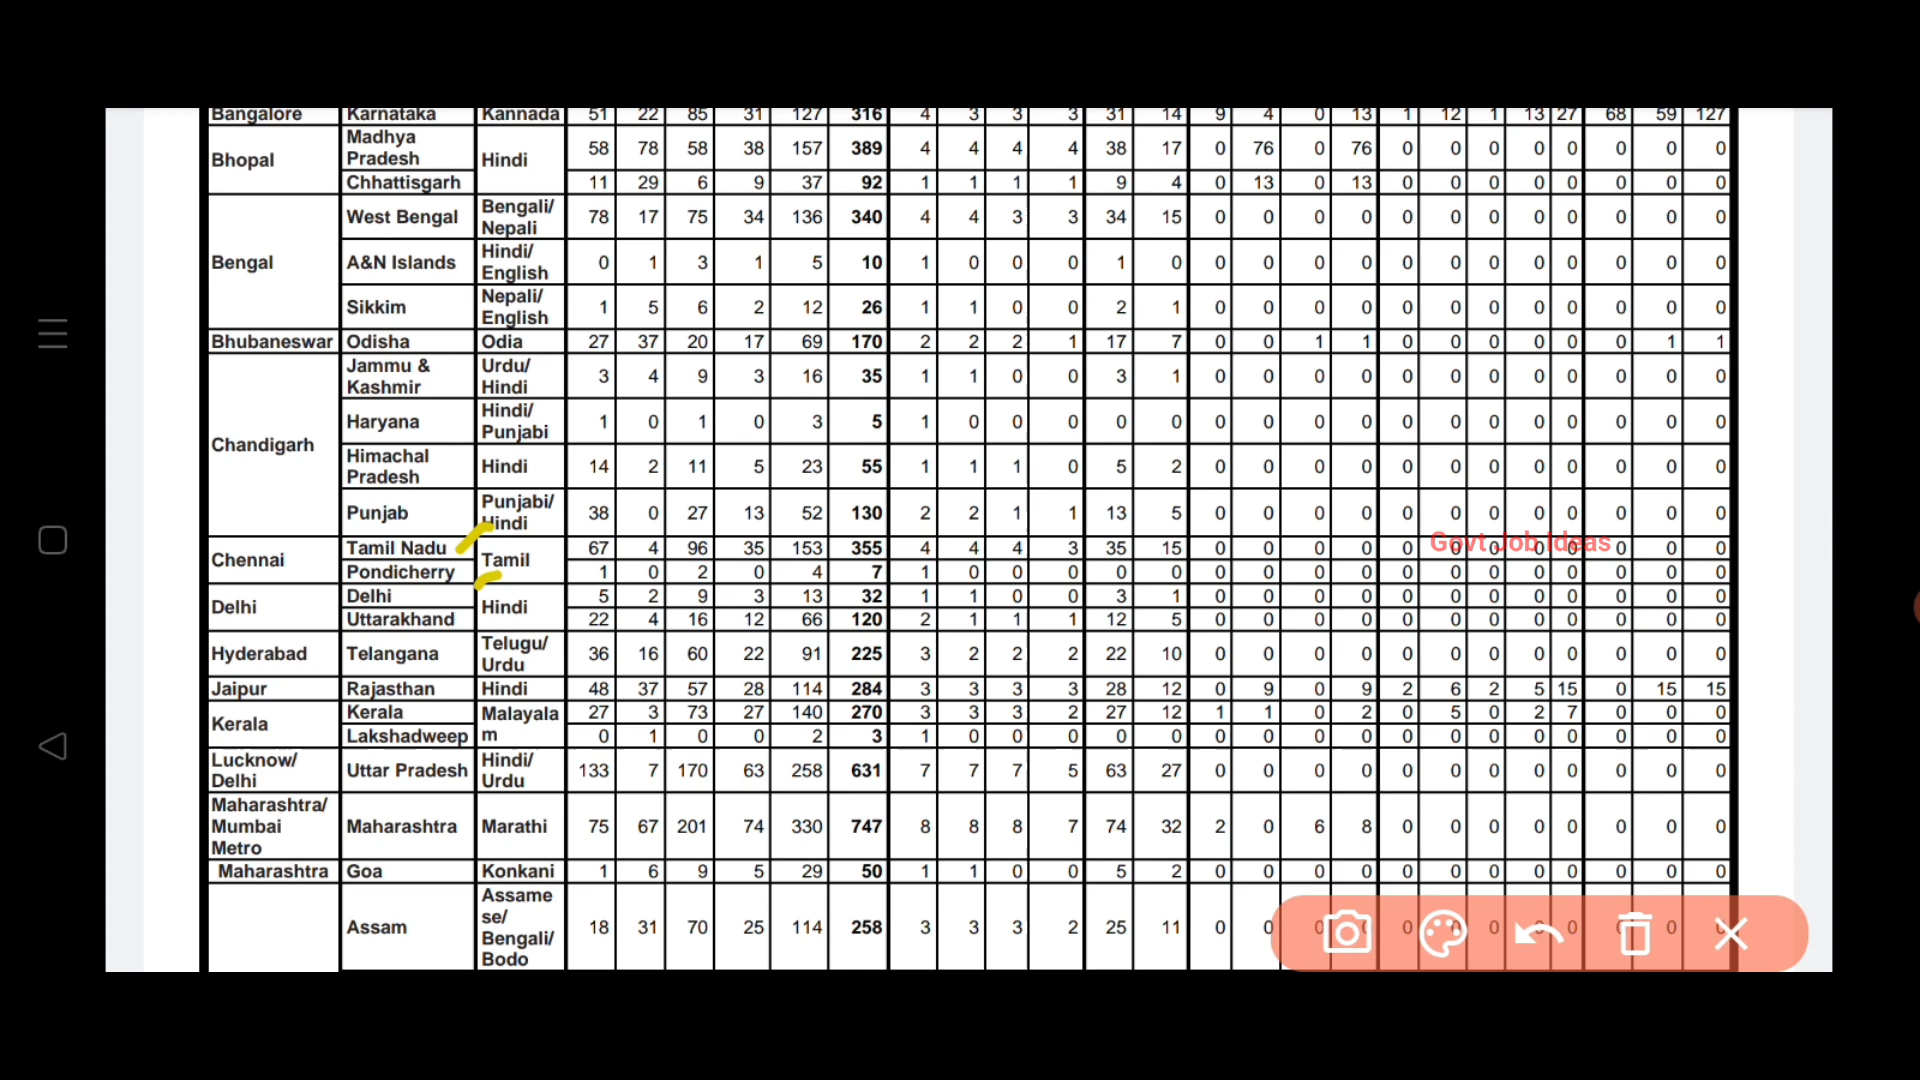 Bangalore Karnataka Kannada 51 22 85 31 127 316 4 3 3 3 31 14 9 4 0 13 1 12 1 13 27 68 59 127
Bhopal
Madhya
Pradesh
Hindi
58 78 58 38 157 389 4 4 4 4 38 17 0 76 0 76 0 0 0 0 0 0 0 0
Chhattisgarh 11 29 6 9 37 92 1 1 1 1 9 4 0 13 0 13 0 0 0 0 0 0 0 0
Bengal
West Bengal
Bengali/
Nepali
78 17 75 34 136 340 4 4 3 3 34 15 0 0 0 0 0 0 0 0 0 0 0 0
A&N Islands
Hindi/
English
0 1 3 1 5 10 1 0 0 0 1 0 0 0 0 0 0 0 0 0 0 0 0 0
Sikkim
Nepali/
English
1 5 6 2 12 26 1 1 0 0 2 1 0 0 0 0 0 0 0 0 0 0 0 0
Bhubaneswar Odisha Odia 27 37 20 17 69 170 2 2 2 1 17 7 0 0 1 1 0 0 0 0 0 0 1 1
Chandigarh
Jammu &
Kashmir
Urdu/
Hindi
3 4 9 3 16 35 1 1 0 0 3 1 0 0 0 0 0 0 0 0 0 0 0 0
Haryana
Hindi/
Punjabi
1 0 1 0 3 5 1 0 0 0 0 0 0 0 0 0 0 0 0 0 0 0 0 0
Himachal
Pradesh
Hindi
14 2 11 5 23 55 1 1 1 0 5 2 0 0 0 0 0 0 0 0 0 0 0 0
Punjab
Punjabi/
Hindi
38 0 27 13 52 130 2 2 1 1 13 5 0 0 0 0 0 0 0 0 0 0 0 0
Govt Job Ideas
Chennai
Tamil Nadu
Tamil
67 4 96 35 153 355 4 4 4 3 35 15 0 0 0 0 0 0 0 0 0 0 0 0
Pondicherry 1 0 2 0 4 7 1 0 0 0 0 0 0 0 0 0 0 0 0 0 0 0 0 0
Delhi
Delhi
Hindi
5 2 9 3 13 32 1 1 0 0 3 1 0 0 0 0 0 0 0 0 0 0 0 0
Uttarakhand 22 4 16 12 66 120 2 1 1 1 12 5 0 0 0 0 0 0 0 0 0 0 0 0
Hyderabad Telangana
Telugu/
Urdu
36 16 60 22 91 225 3 2 2 2 22 10 0 0 0 0 0 0 0 0 0 0 0 0
Jaipur Rajasthan Hindi 48 37 57 28 114 284 3 3 3 3 28 12 0 9 0 9 2 6 2 5 15 0 15 15
Kerala
Kerala
Malayala
m
27 3 73 27 140 270 3 3 3 2 27 12 1 1 0 2 0 5 0 2 7 0 0 0
Lakshadweep 0 1 0 0 2 3 1 0 0 0 0 0 0 0 0 0 0 0 0 0 0 0 0 0
Lucknow/
Delhi
Uttar Pradesh
Hindi/
Urdu
133 7 170 63 258 631 7 7 7 5 63 27 0 0 0 0 0 0 0 0 0 0 0 0
Maharashtra/
Mumbai
Metro
Maharashtra Marathi 75 67 201 74 330 747 8 8 8 7 74 32 2 0 6 8 0 0 0 0 0 0 0 0
Maharashtra Goa Konkani 1 6 9 5 29 50 1 1 0 0 5 2 0 0 0 0 0 0 0 0 0 0 0 0
Assam
Assame
se/
Bengali/
Bodo
18 31 70 25 114 258 3 3 3 2 25 11 0 0 0 0 0 0 0 0